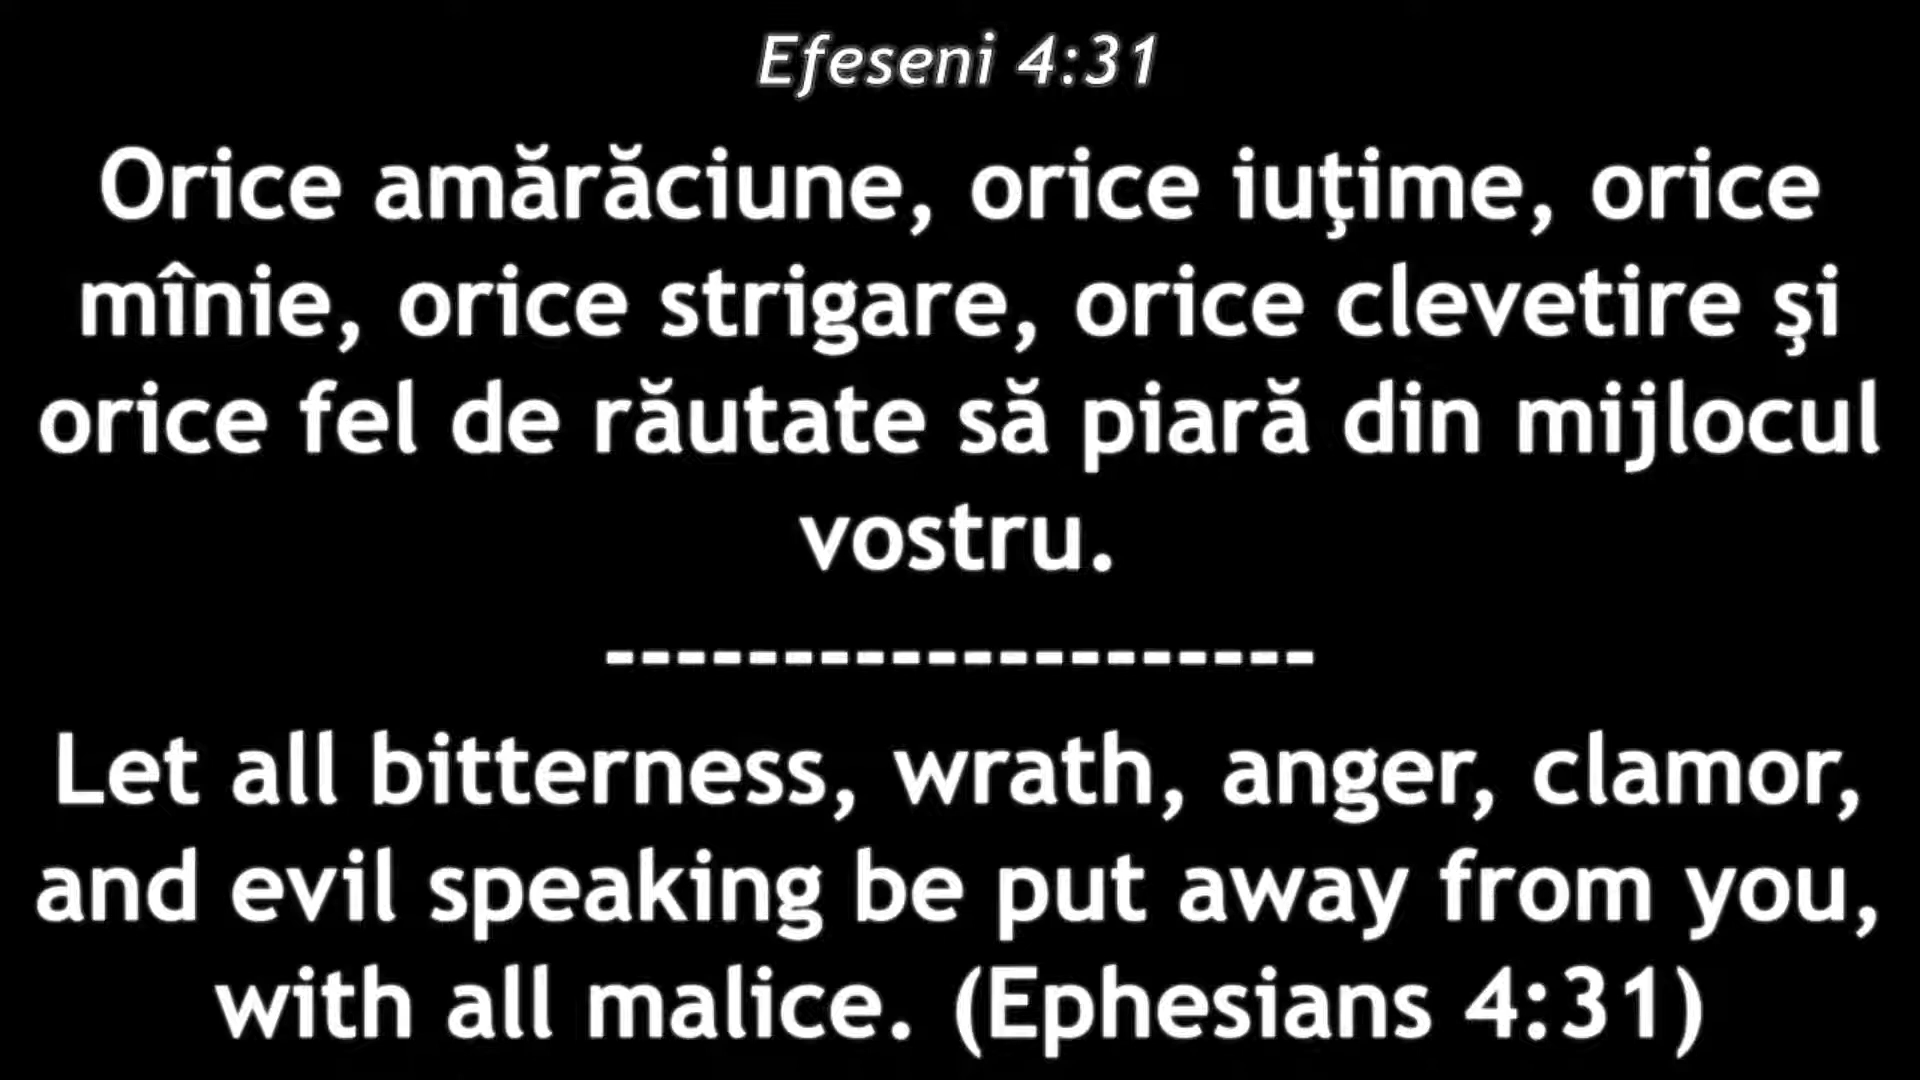 Efeseni 4:31
Orice amărăciune, orice iuţime, orice
mînie, orice strigare, orice clevetire şi
orice fel de răutate să piară din mijlocul
vostru.
--------------------
Let all bitterness, wrath, anger, clamor,
and evil speaking be put away from you,
with all malice. (Ephesians 4:31)